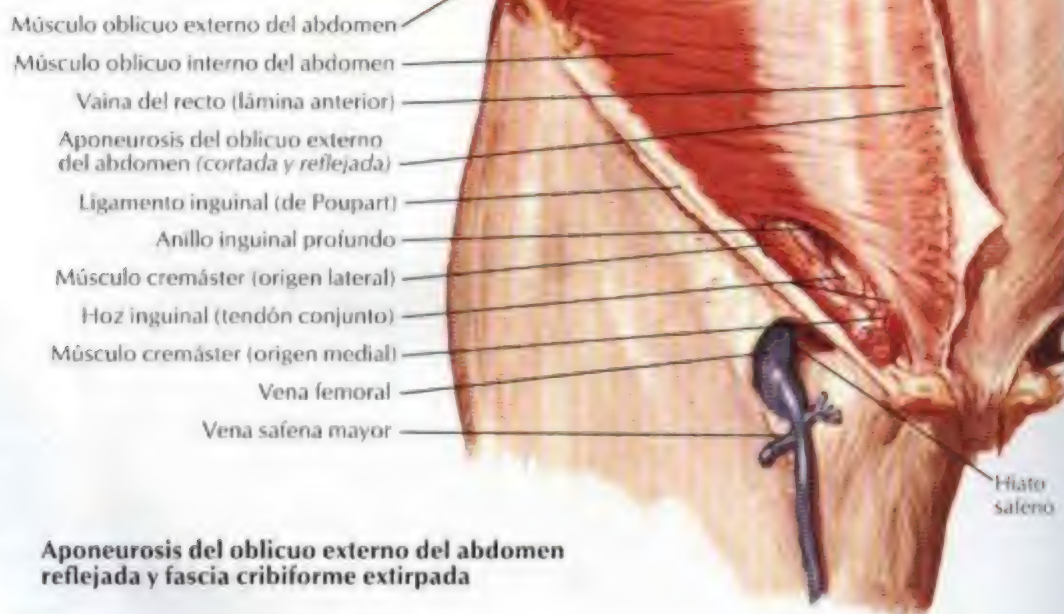 Músculo oblicuo externo del abdomen
Músculo oblicuo interno del abdomen
Vaina del recto (lámina anterior)
Aponeurosis del oblicuo externo
del abdomen (cortada y reflejada)
Ligamento inguinal (de Poupart)
Anillo inguinal profundo
Músculo cremáster (origen lateral)
Hoz inguinal (tendón conjunto)
Músculo cremáster (origen medial)
Vena femoral
Vena safena mayor
Hiato
safeno
Aponeurosis del oblicuo externo del abdomen
reflejada y fascia cribiforme extirpada